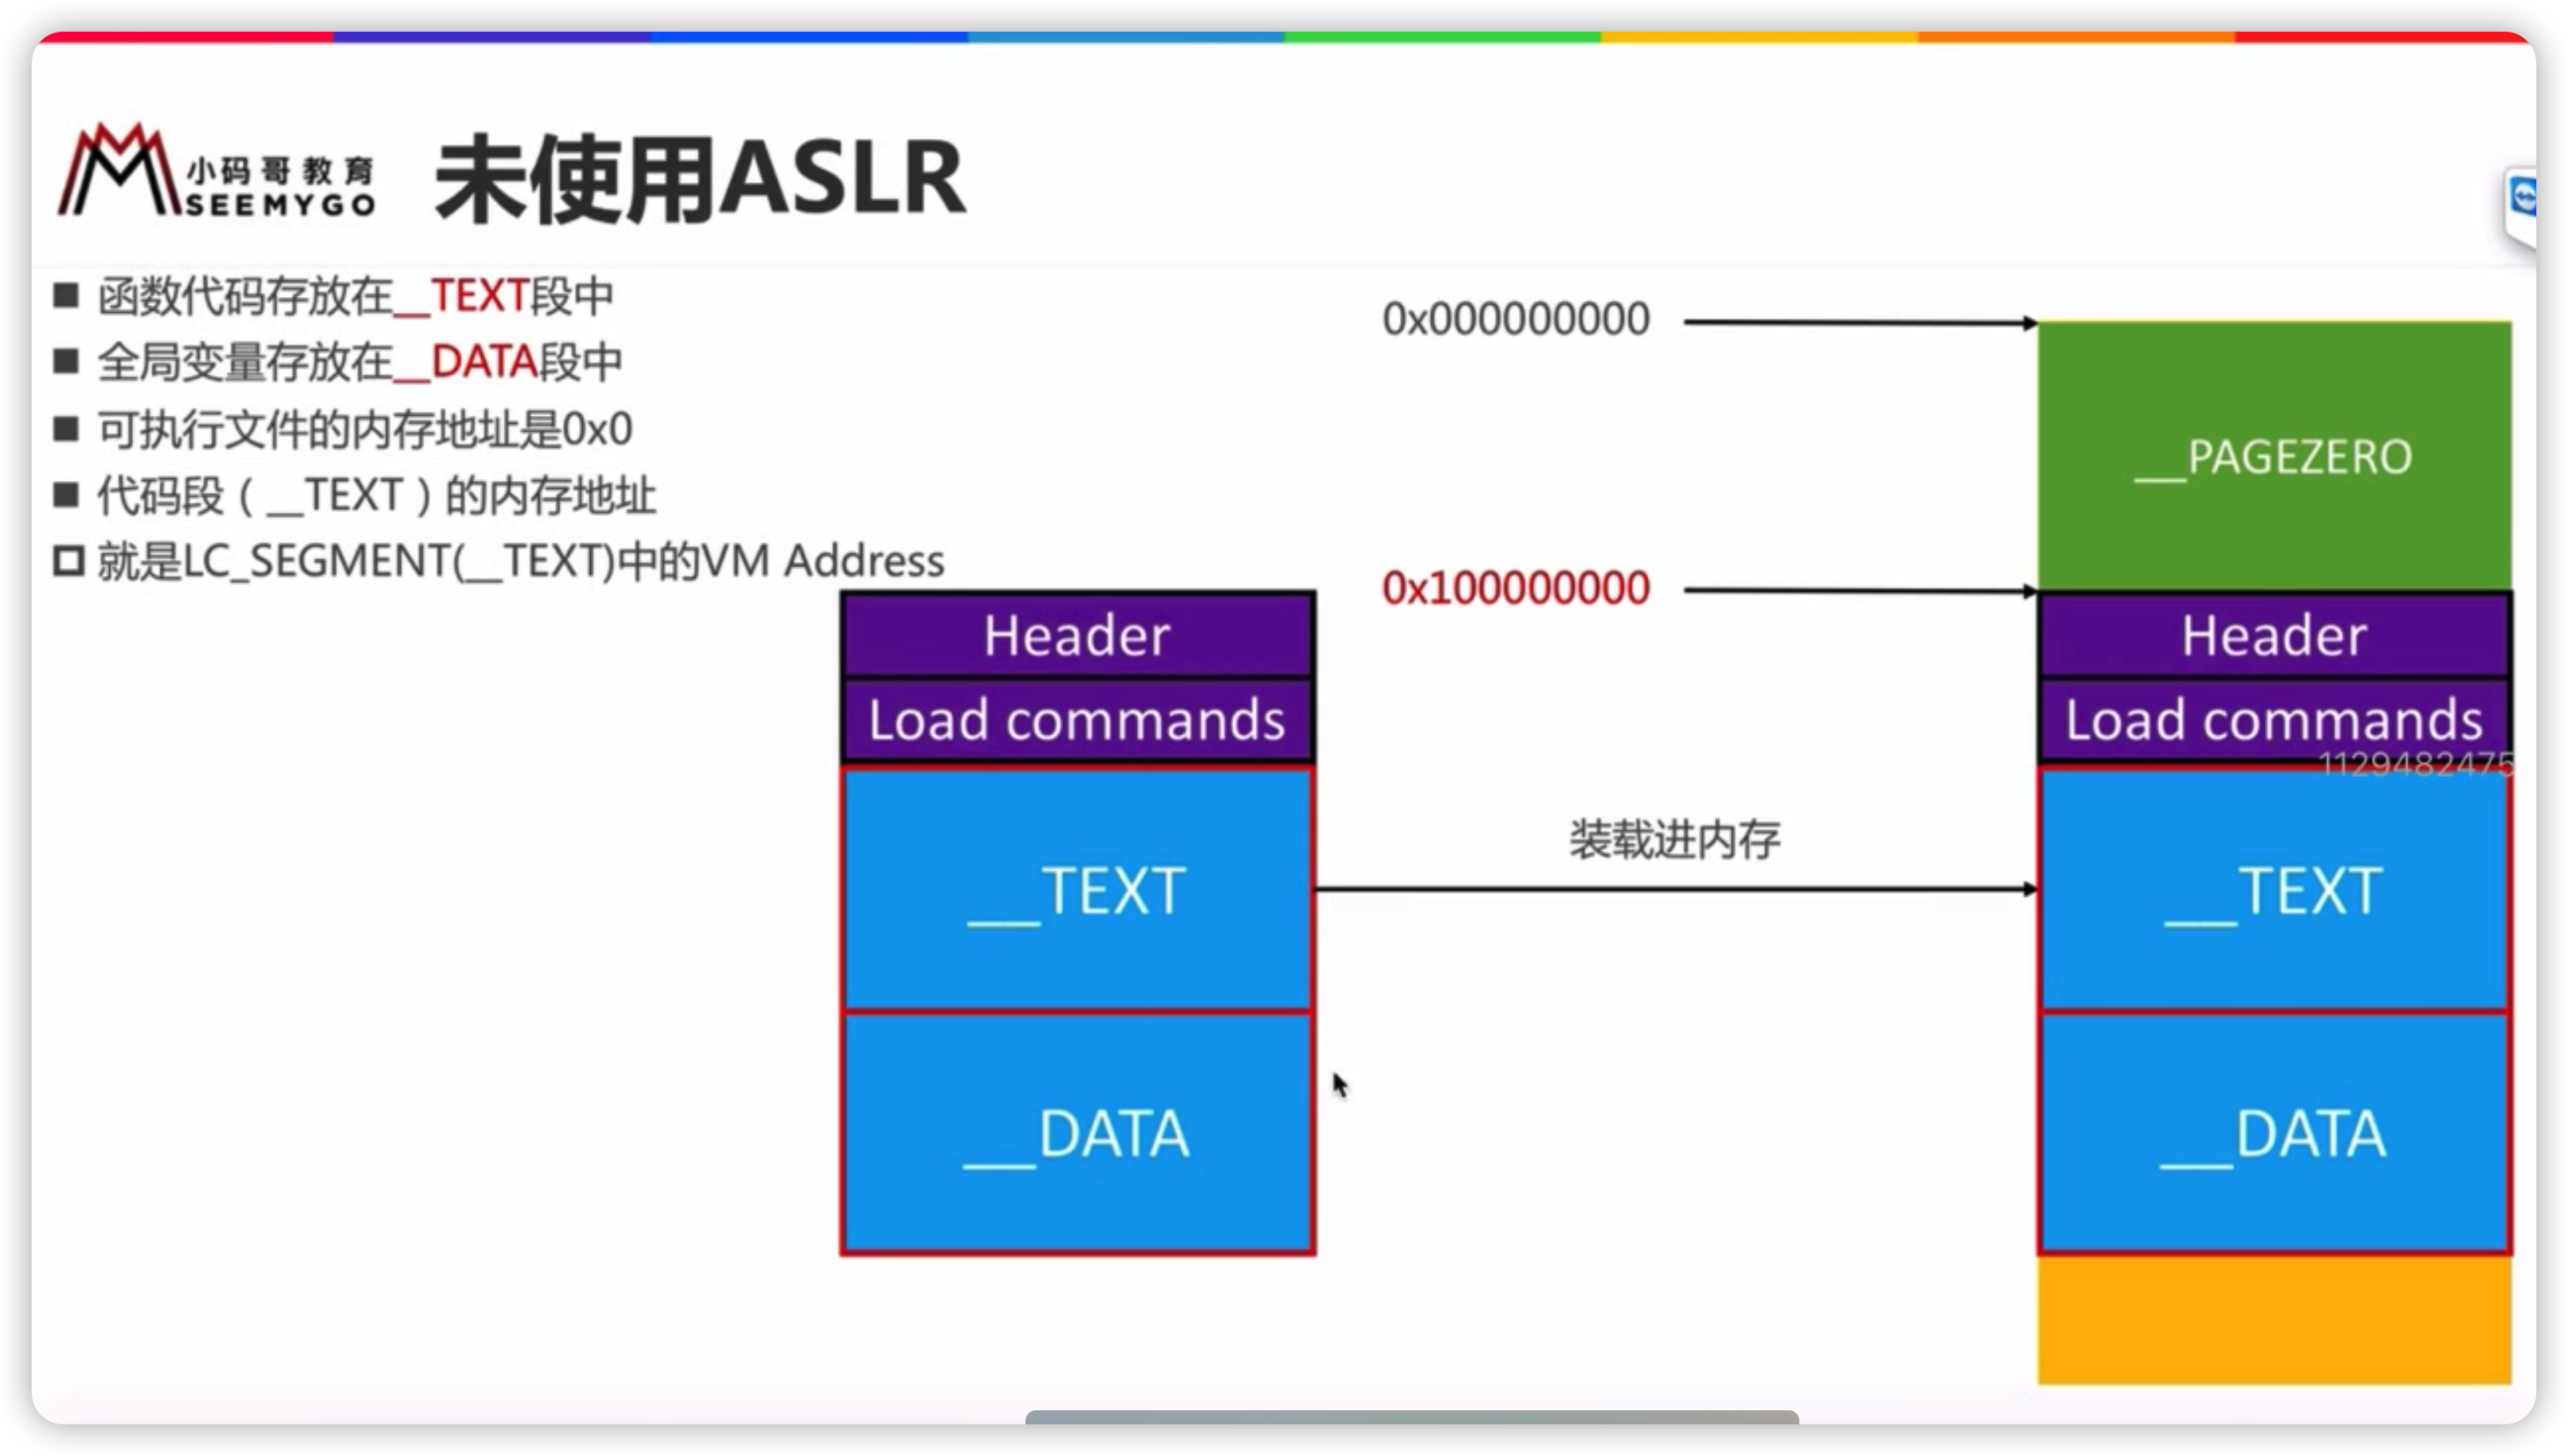 小码哥教育
SEEMYGO
未使用ASLR
函数代码存放在__TEXT段中
全局变量存放在__DATA段中
可执行文件的内存地址是0x0
代码段（__TEXT）的内存地址
就是LC_SEGMENT(__TEXT)中的VM Address
0x000000000
__PAGEZERO
0x100000000
Header
Load commands
__TEXT
__DATA
装载进内存
Header
Load commands
1129482475
__TEXT
__DATA